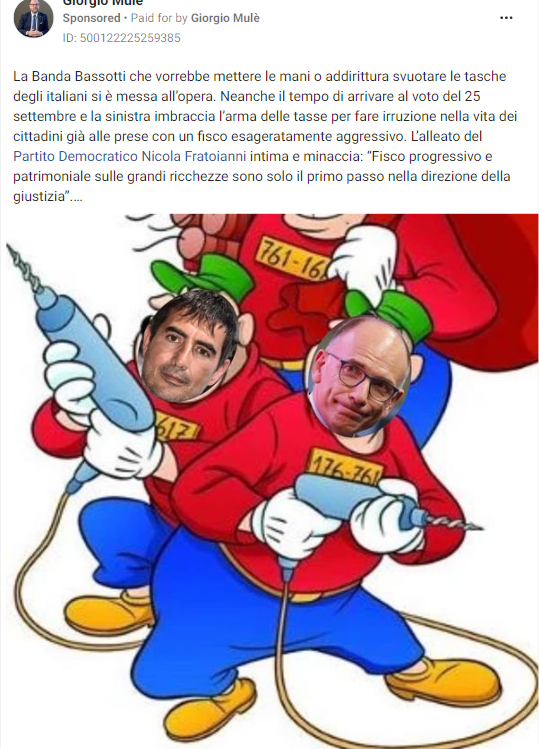 Giorgio Mulè
Sponsored • Paid for by Giorgio Mulè
ID: 500122225259385
La Banda Bassotti che vorrebbe mettere le mani o addirittura svuotare le tasche
degli italiani si è messa all'opera. Neanche il tempo di arrivare al voto del 25
settembre e la sinistra imbraccia l'arma delle tasse per fare irruzione nella vita dei
cittadini già alle prese con un fisco esageratamente aggressivo. L'alleato del
Partito Democratico Nicola Fratoianni intima e minaccia: “Fisco progressivo e
patrimoniale sulle grandi ricchezze sono solo il primo passo nella direzione della
giustizia”....
761-16
617
176-761